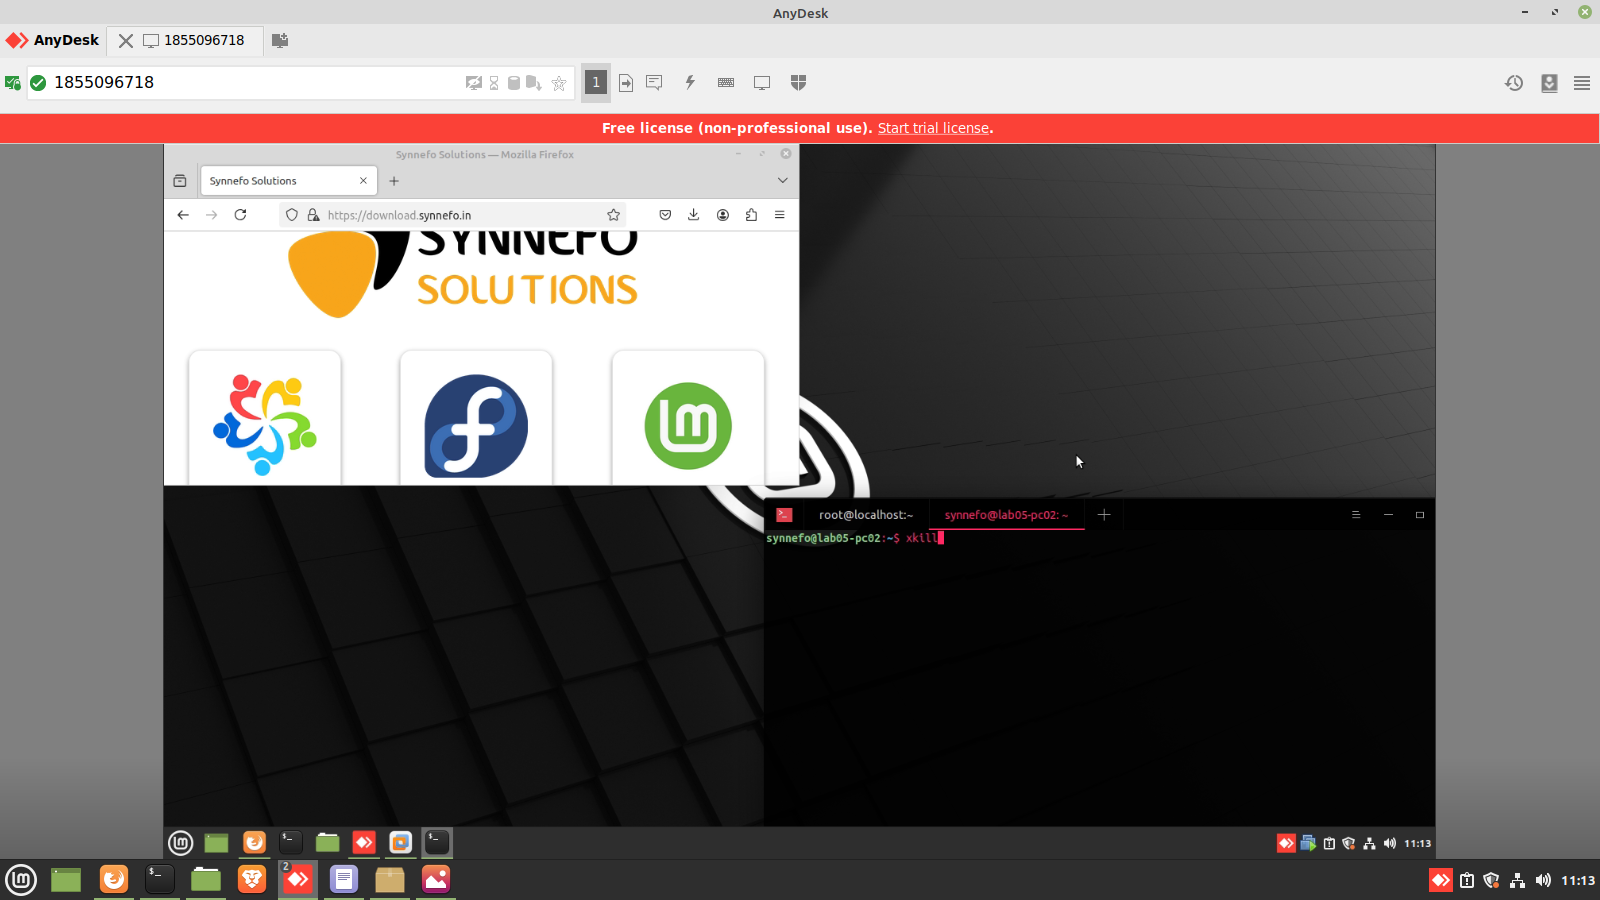 AnyDesk
AnyDesk
1855096718
1855096718
1
Free license (non-professional use). Start trial license.
Synnefo Solutions — Mozilla Firefox
Synnefo Solutions
https://download.synnefo.in
SYNNEFO
SOLUTIONS
root@localhost:~
synnefo@lab05-pc02: ~
synnefo@lab05-pc02:~$ xkill
11:13
2
11:13